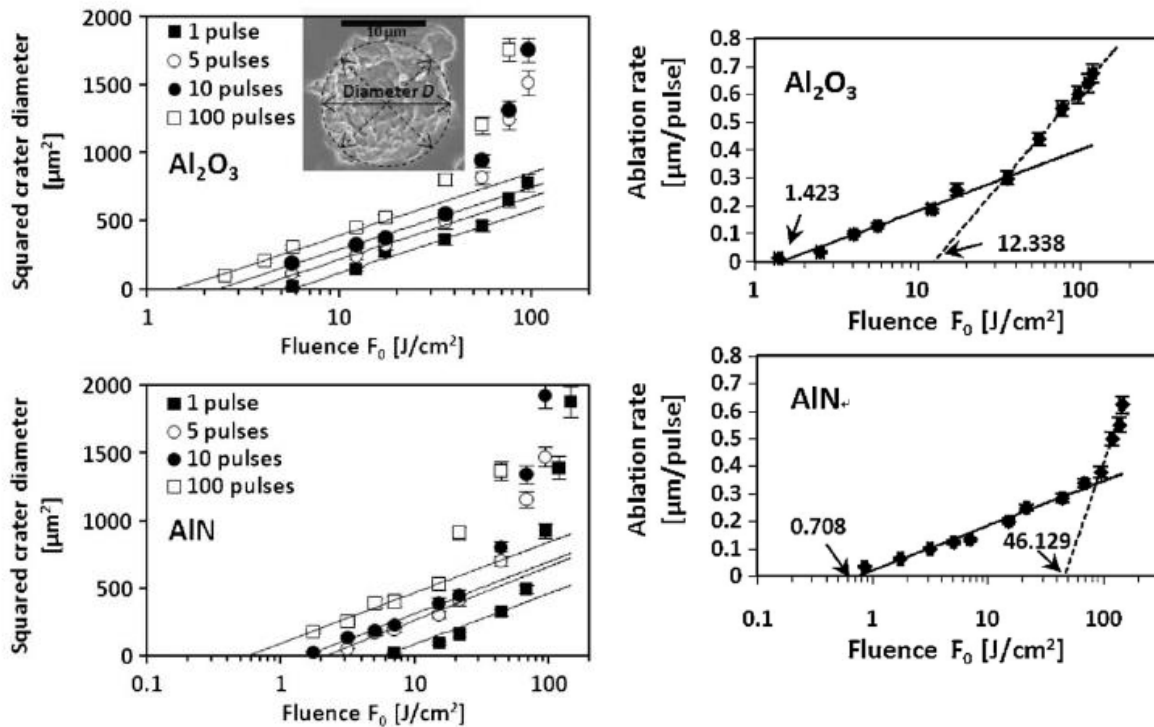 Squared crater diameter
[µm²]
2000
1500
1000
500
0
1 pulse
5 pulses
10 pulses
100 pulses
Al₂O₃
10 µm
Diameter D
1
10
100
Fluence F₀ [J/cm²]
Ablation rate
[µm/pulse]
0.8
0.7
0.6
0.5
0.4
0.3
0.2
0.1
0
Al₂O₃
1.423
12.338
1
10
100
Fluence F₀ [J/cm²]
Squared crater diameter
[µm²]
2000
1500
1000
500
0
1 pulse
5 pulses
10 pulses
100 pulses
AlN
0.1
1
10
100
Fluence F₀ [J/cm²]
Ablation rate
[µm/pulse]
0.8
0.7
0.6
0.5
0.4
0.3
0.2
0.1
0
AlN
0.708
46.129
0.1
1
10
100
Fluence F₀ [J/cm²]